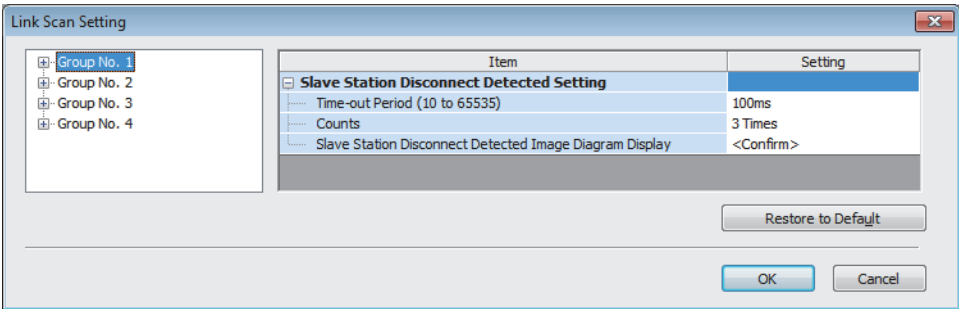 Link Scan Setting
Group No. 1
Group No. 2
Group No. 3
Group No. 4
Item Setting
Slave Station Disconnect Detected Setting
Time-out Period (10 to 65535) 100ms
Counts 3 Times
Slave Station Disconnect Detected Image Diagram Display <Confirm>
Restore to Default
OK Cancel